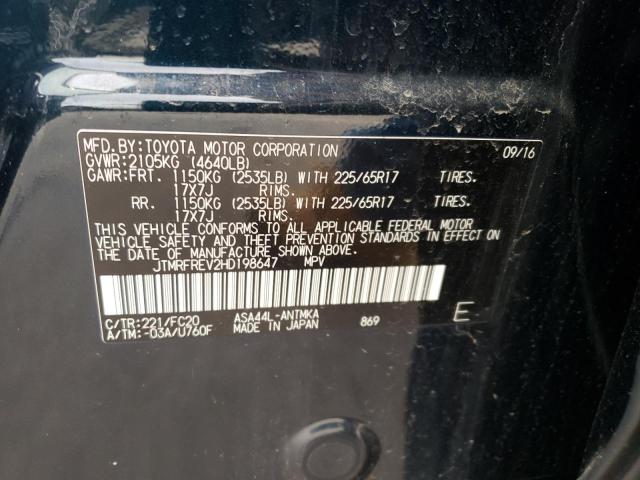 MFD.BY:TOYOTA MOTOR CORPORATION 09/16
GVWR:2105KG (4640LB)
GAWR:FRT. 1150KG (2535LB) WITH 225/65R17 TIRES.
17X7J RIMS.
RR. 1150KG (2535LB) WITH 225/65R17 TIRES.
17X7J RIMS.
THIS VEHICLE CONFORMS TO ALL APPLICABLE FEDERAL MOTOR
VEHICLE SAFETY AND THEFT PREVENTION STANDARDS IN EFFECT ON
THE DATE OF MANUFACTURE SHOWN ABOVE.
JTMRFREV2HD198647 MPV
C/TR:221/FC20 ASA44L-ANTMKA 869 E
A/TM:-03A/U760F MADE IN JAPAN